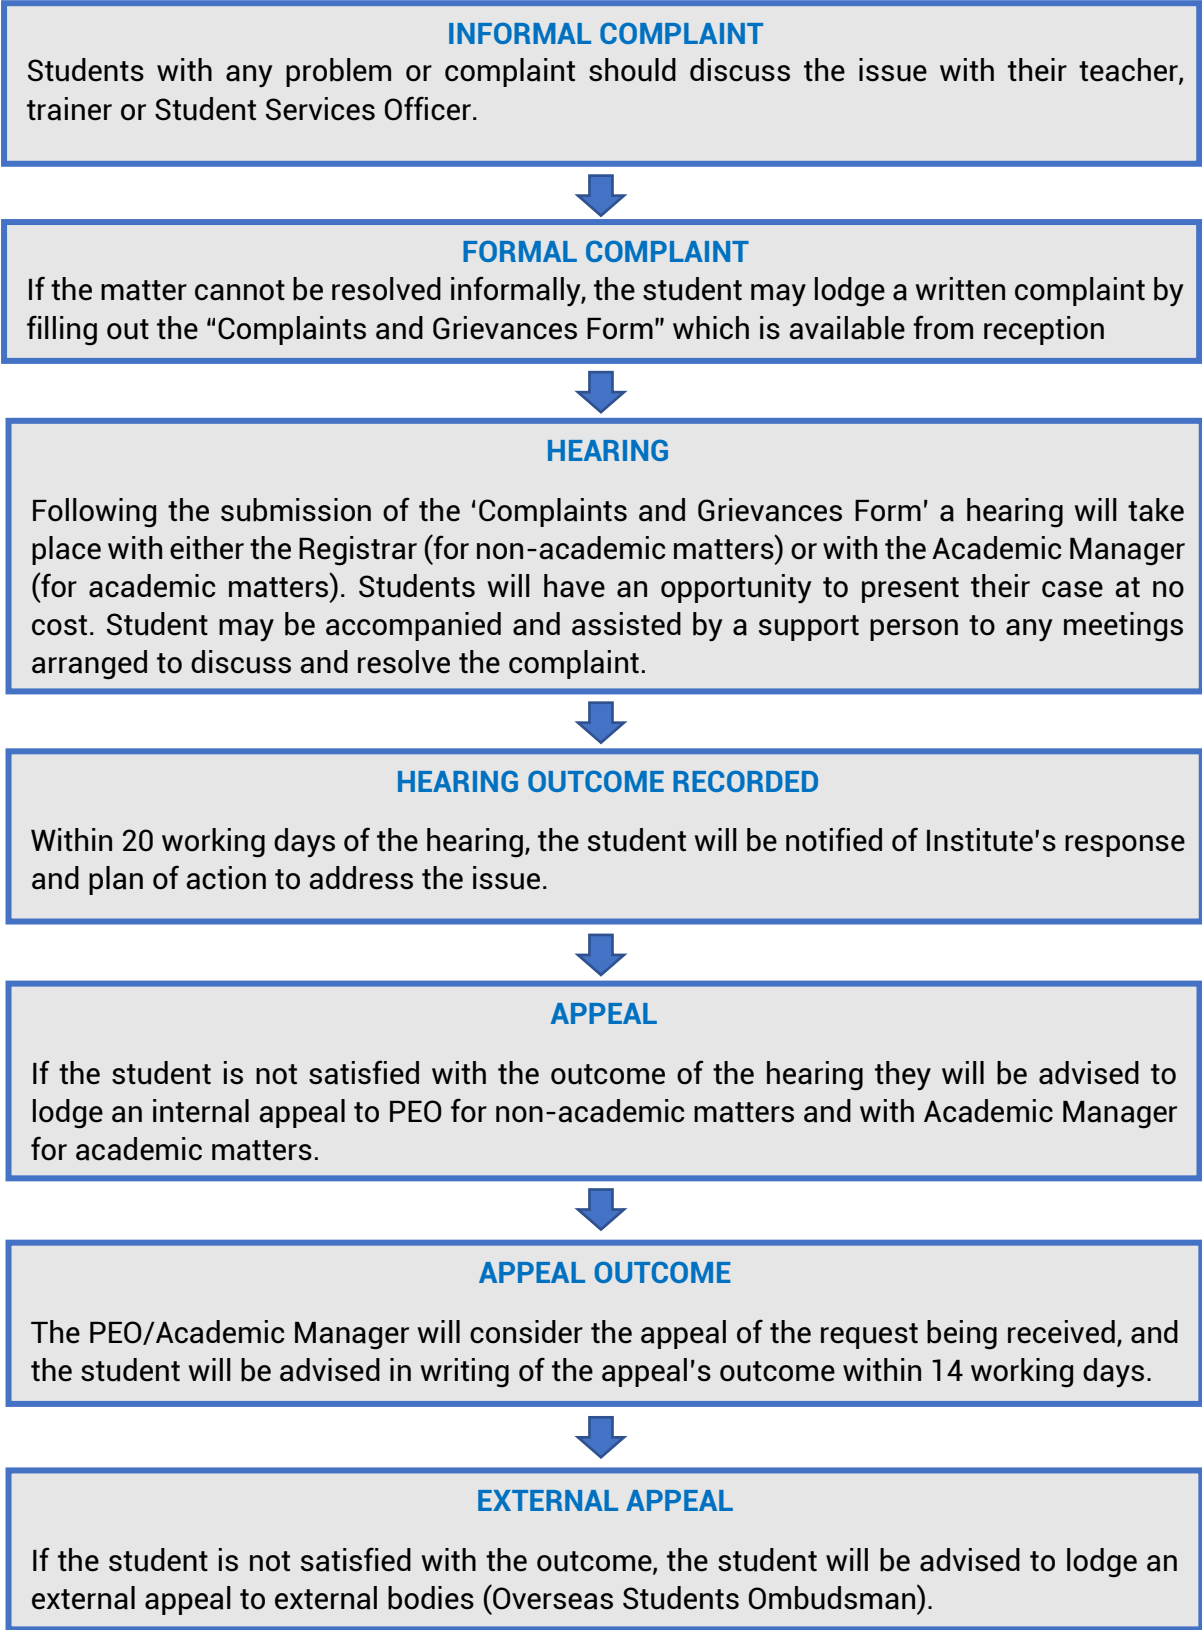 INFORMAL COMPLAINT
Students with any problem or complaint should discuss the issue with their teacher,
trainer or Student Services Officer.
FORMAL COMPLAINT
If the matter cannot be resolved informally, the student may lodge a written complaint by
filling out the “Complaints and Grievances Form” which is available from reception
HEARING
Following the submission of the ‘Complaints and Grievances Form’ a hearing will take
place with either the Registrar (for non-academic matters) or with the Academic Manager
(for academic matters). Students will have an opportunity to present their case at no
cost. Student may be accompanied and assisted by a support person to any meetings
arranged to discuss and resolve the complaint.
HEARING OUTCOME RECORDED
Within 20 working days of the hearing, the student will be notified of Institute’s response
and plan of action to address the issue.
APPEAL
If the student is not satisfied with the outcome of the hearing they will be advised to
lodge an internal appeal to PEO for non-academic matters and with Academic Manager
for academic matters.
APPEAL OUTCOME
The PEO/Academic Manager will consider the appeal of the request being received, and
the student will be advised in writing of the appeal’s outcome within 14 working days.
EXTERNAL APPEAL
If the student is not satisfied with the outcome, the student will be advised to lodge an
external appeal to external bodies (Overseas Students Ombudsman).